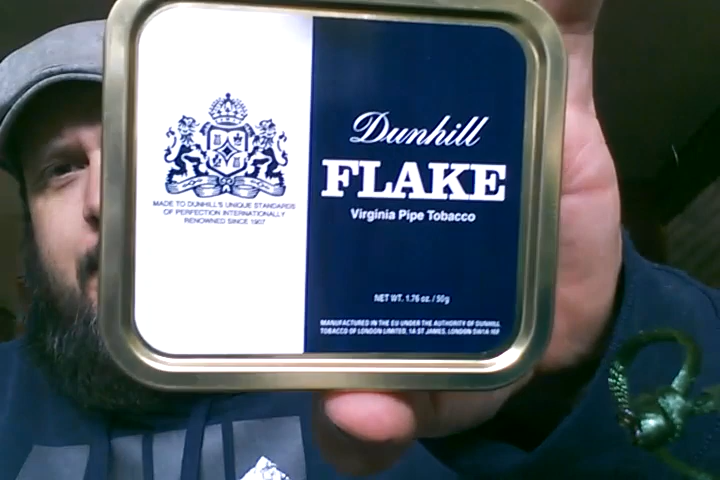 MADE TO DUNHILL'S UNIQUE STANDARDS
OF PERFECTION INTERNATIONALLY
RENOWNED SINCE 1907
Dunhill
FLAKE
Virginia Pipe Tobacco
NET WT. 1.76 oz. / 50g
MANUFACTURED IN THE EU UNDER THE AUTHORITY OF DUNHILL
TOBACCO OF LONDON LIMITED, 1A ST JAMES, LONDON SW1A 1EF